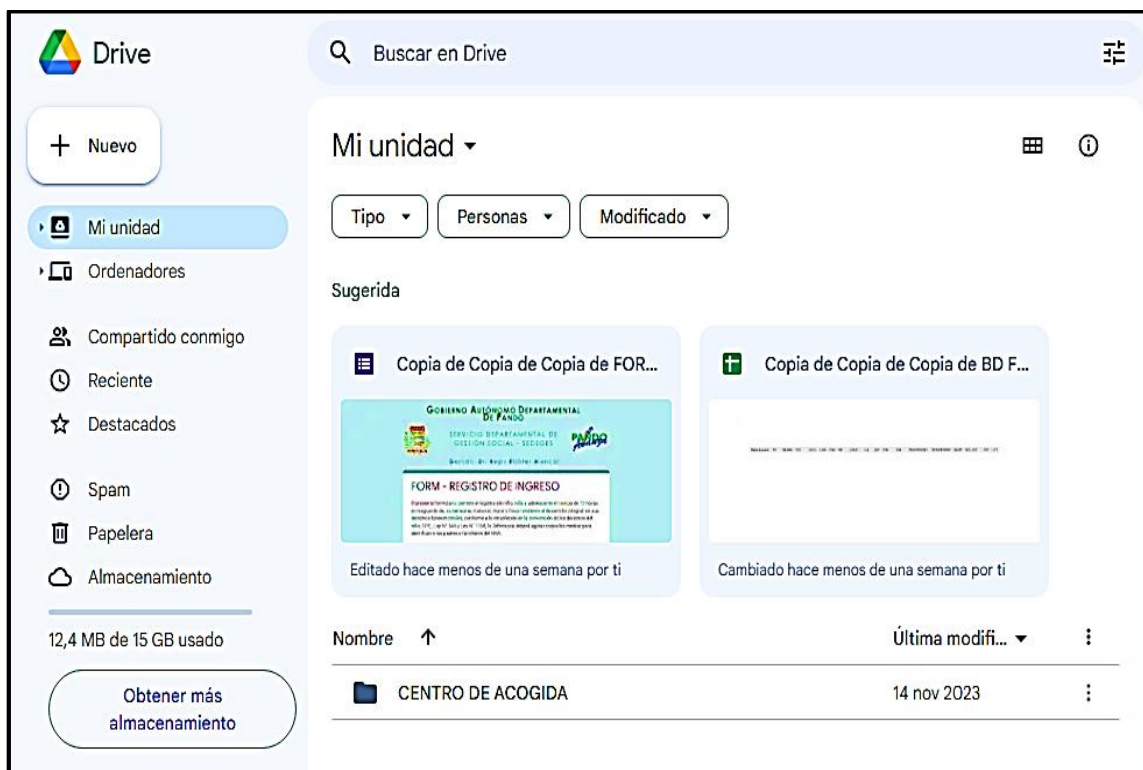 Drive
Buscar en Drive
Nuevo
Mi unidad
Ordenadores
Compartido conmigo
Reciente
Destacados
Spam
Papelera
Almacenamiento
12,4 MB de 15 GB usado
Obtener más
almacenamiento
Mi unidad
Tipo
Personas
Modificado
Sugerida
Copia de Copia de Copia de FOR...
GOBIERNO AUTÓNOMO DEPARTAMENTAL
DE PANDO
SERVICIO DEPARTAMENTAL DE
GESTIÓN SOCIAL - SEDEGES
PANDO
FORM - REGISTRO DE INGRESO
Editado hace menos de una semana por ti
Copia de Copia de Copia de BD F...
Cambiado hace menos de una semana por ti
Nombre
Última modifi...
CENTRO DE ACOGIDA
14 nov 2023